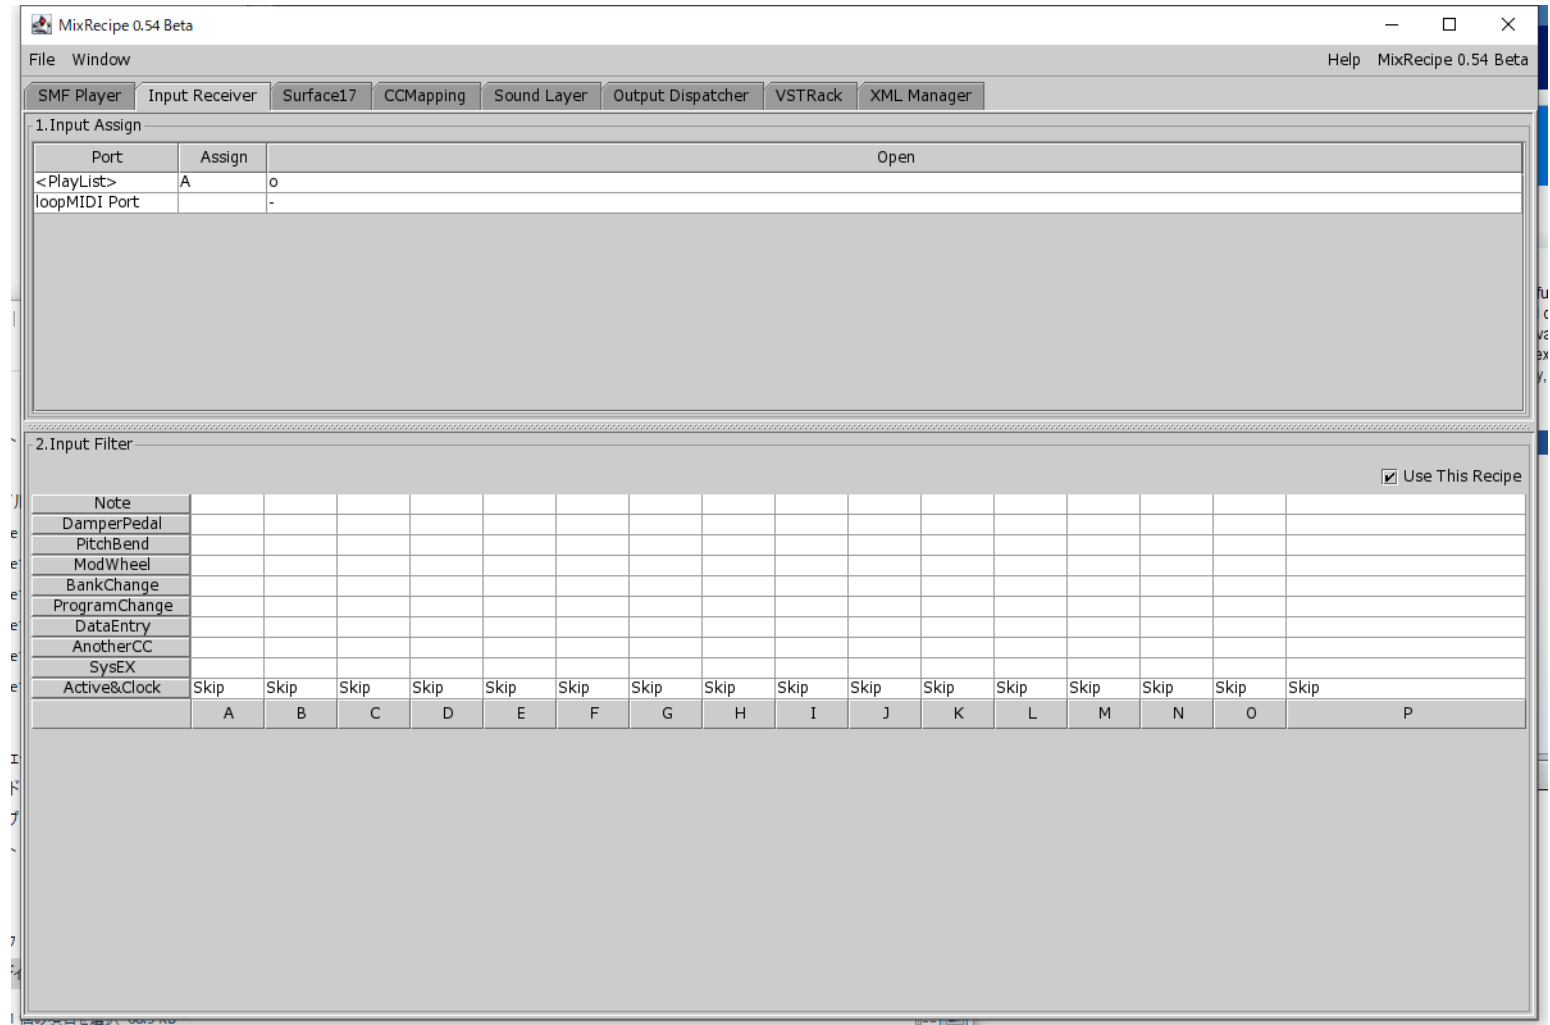 MixRecipe 0.54 Beta
File Window Help MixRecipe 0.54 Beta
SMF Player Input Receiver Surface17 CCMapping Sound Layer Output Dispatcher VSTRack XML Manager
1.Input Assign
Port Assign Open
<PlayList> A o
loopMIDI Port -
2.Input Filter
Use This Recipe
Note
DamperPedal
PitchBend
ModWheel
BankChange
ProgramChange
DataEntry
AnotherCC
SysEX
Active&Clock Skip Skip Skip Skip Skip Skip Skip Skip Skip Skip Skip Skip Skip Skip Skip Skip
A B C D E F G H I J K L M N O P